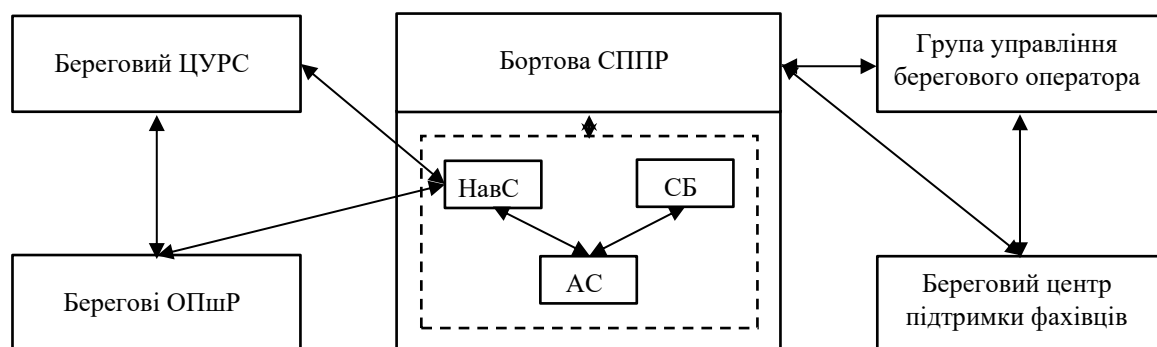 Береговий ЦУРС
Бортова СППР
Група управління
берегового оператора
НавС
СБ
АС
Берегові ОПшР
Береговий центр
підтримки фахівців